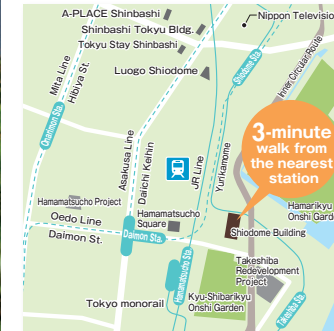 A-PLACE Shinbashi
Nippon Televisio
Shinbashi Tokyu Bldg.
Tokyu Stay Shinbashi
Luogo Shiodome
Shiodome Sta.
Inner Circular Route
Mita Line
Hibiya St.
Onarimon Sta.
Asakusa Line
Daiichi Keihin
JR Line
Yurikamome
3-minute
walk from
the nearest
station
Hamamatsucho Project
Oedo Line
Daimon St.
Daimon Sta.
Hamamatsucho
Square
Hamarikyu
Onshi Garde
Shiodome Building
Hamamatsucho Sta.
Takeshiba
Redevelopment
Project
Kyu-Shibarikyu
Onshi Garden
Takeshiba Sta.
Tokyo monorail